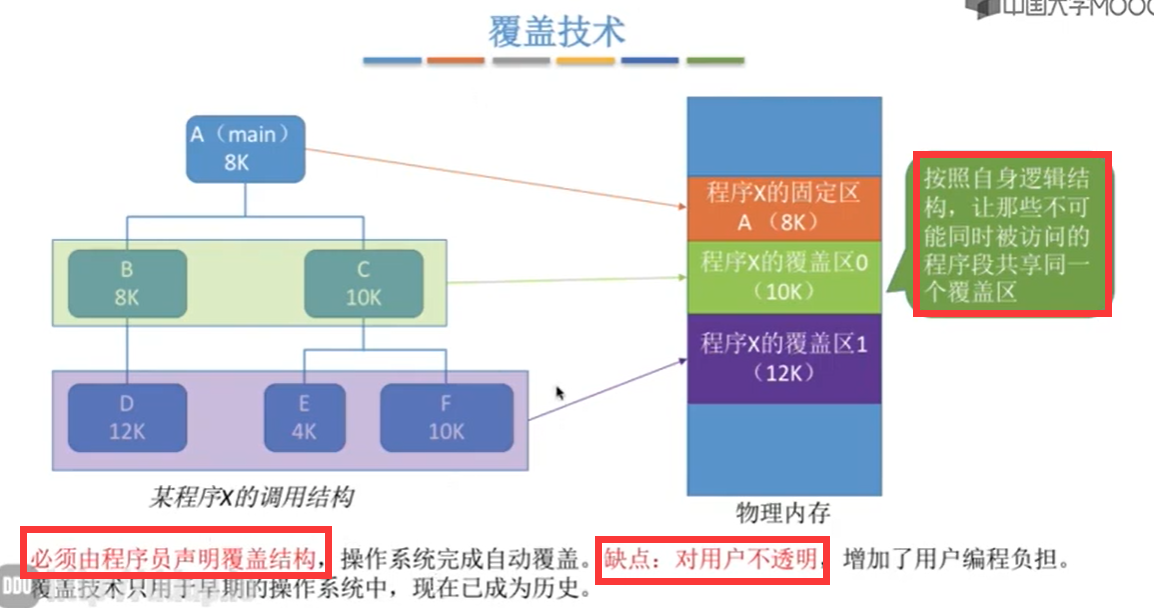 中国大学MOOC
覆盖技术
A（main）
8K
B
8K
C
10K
D
12K
E
4K
F
10K
某程序X的调用结构
程序X的固定区
A （8K）
程序X的覆盖区0
（10K）
程序X的覆盖区1
（12K）
物理内存
按照自身逻辑结
构，让那些不可
能同时被访问的
程序段共享同一
个覆盖区
必须由程序员声明覆盖结构，操作系统完成自动覆盖。缺点：对用户不透明，增加了用户编程负担。
覆盖技术只用于早期的操作系统中，现在已成为历史。